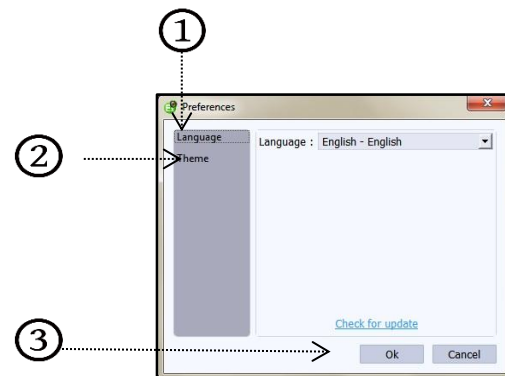 1
Preferences
Language
Language : English - English
2
Theme
Check for update
3
Ok Cancel